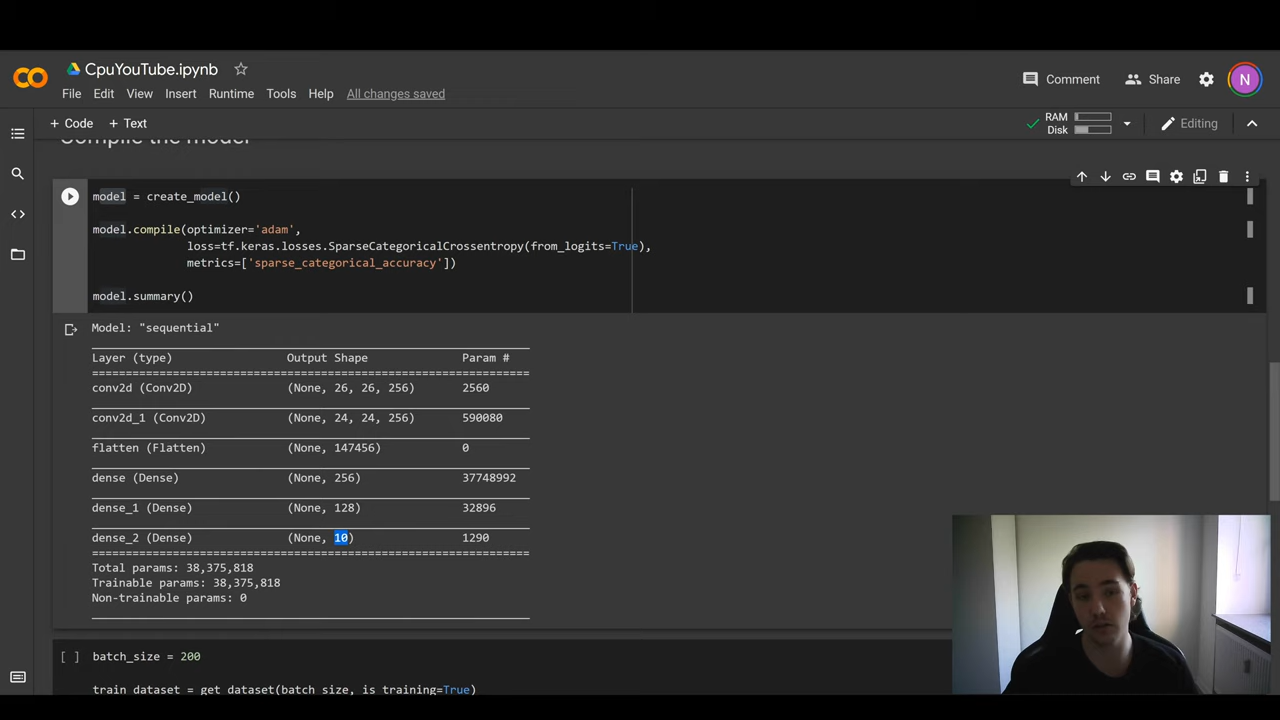 CpuYouTube.ipynb
Comment
Share
N
File Edit View Insert Runtime Tools Help All changes saved
+ Code + Text
RAM
Disk
Editing
Compile the model
model = create_model()
model.compile(optimizer='adam',
loss=tf.keras.losses.SparseCategoricalCrossentropy(from_logits=True),
metrics=['sparse_categorical_accuracy'])
model.summary()
Model: "sequential"
Layer (type) Output Shape Param #
conv2d (Conv2D) (None, 26, 26, 256) 2560
conv2d_1 (Conv2D) (None, 24, 24, 256) 590080
flatten (Flatten) (None, 147456) 0
dense (Dense) (None, 256) 37748992
dense_1 (Dense) (None, 128) 32896
dense_2 (Dense) (None, 10) 1290
Total params: 38,375,818
Trainable params: 38,375,818
Non-trainable params: 0
[ ] batch_size = 200
train_dataset = get_dataset(batch_size, is_training=True)